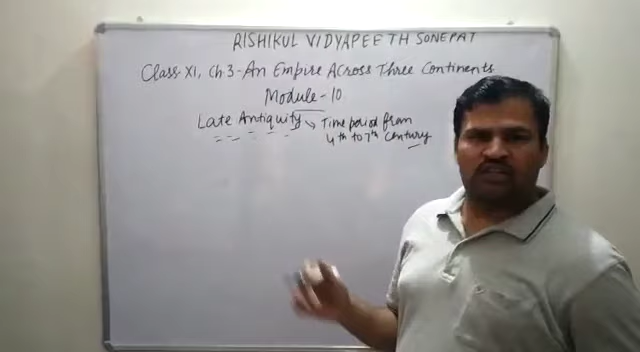 RISHIKUL VIDYAPEETH SONEPAT
Class XI, Ch 3 - An Empire Across Three Continents
Module - 10
Late Antiquity → Time period from
4th to 7th Century